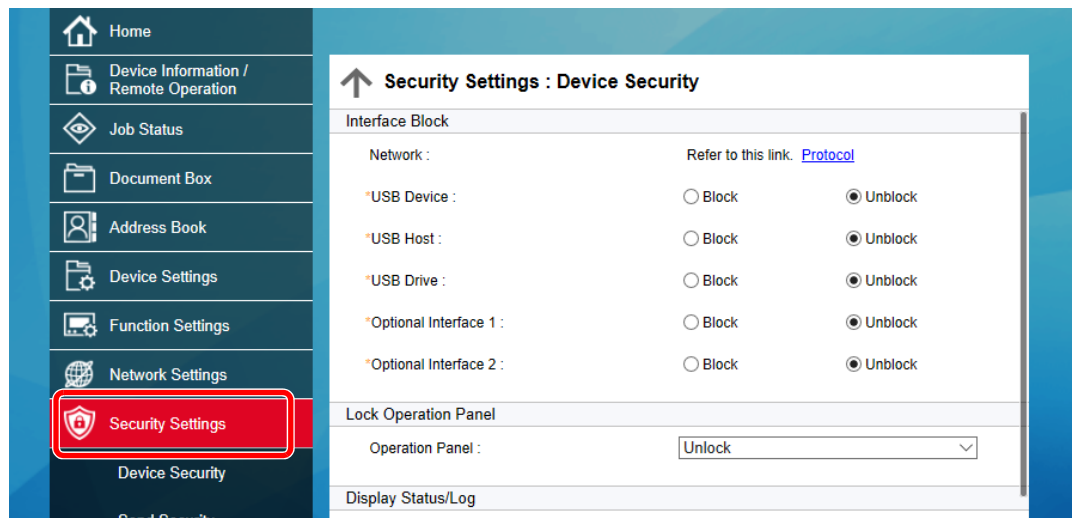 Home
Device Information /
Remote Operation
Job Status
Document Box
Address Book
Device Settings
Function Settings
Network Settings
Security Settings
Device Security
Send Security
Security Settings : Device Security
Interface Block
Network : Refer to this link. Protocol
*USB Device : Block Unblock
*USB Host : Block Unblock
*USB Drive : Block Unblock
*Optional Interface 1 : Block Unblock
*Optional Interface 2 : Block Unblock
Lock Operation Panel
Operation Panel : Unlock
Display Status/Log